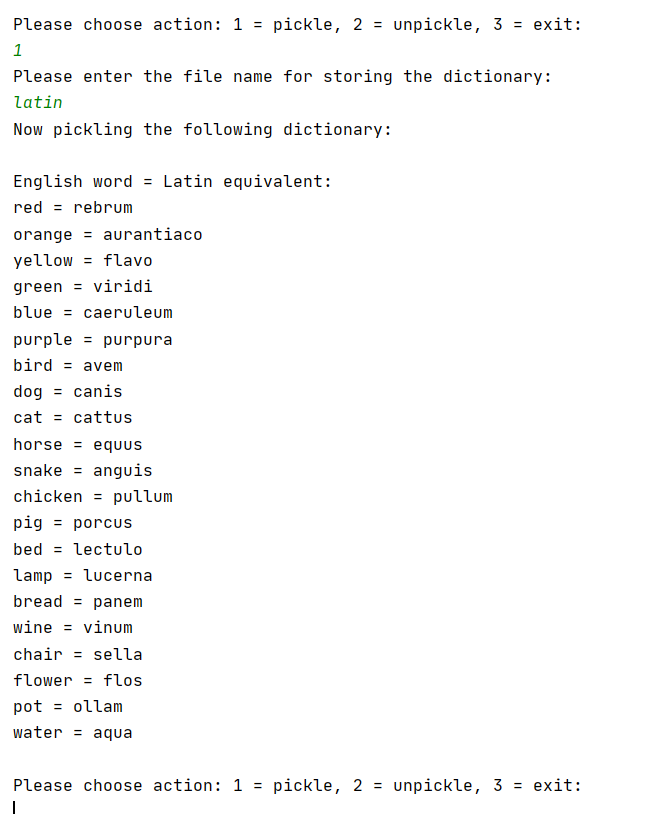 Please choose action: 1 = pickle, 2 = unpickle, 3 = exit:
1
Please enter the file name for storing the dictionary:
latin
Now pickling the following dictionary:
English word = Latin equivalent:
red = rebrum
orange = aurantiaco
yellow = flavo
green = viridi
blue = caeruleum
purple = purpura
bird = avem
dog = canis
cat = cattus
horse = equus
snake = anguis
chicken = pullum
pig = porcus
bed = lectulo
lamp = lucerna
bread = panem
wine = vinum
chair = sella
flower = flos
pot = ollam
water = aqua
Please choose action: 1 = pickle, 2 = unpickle, 3 = exit: